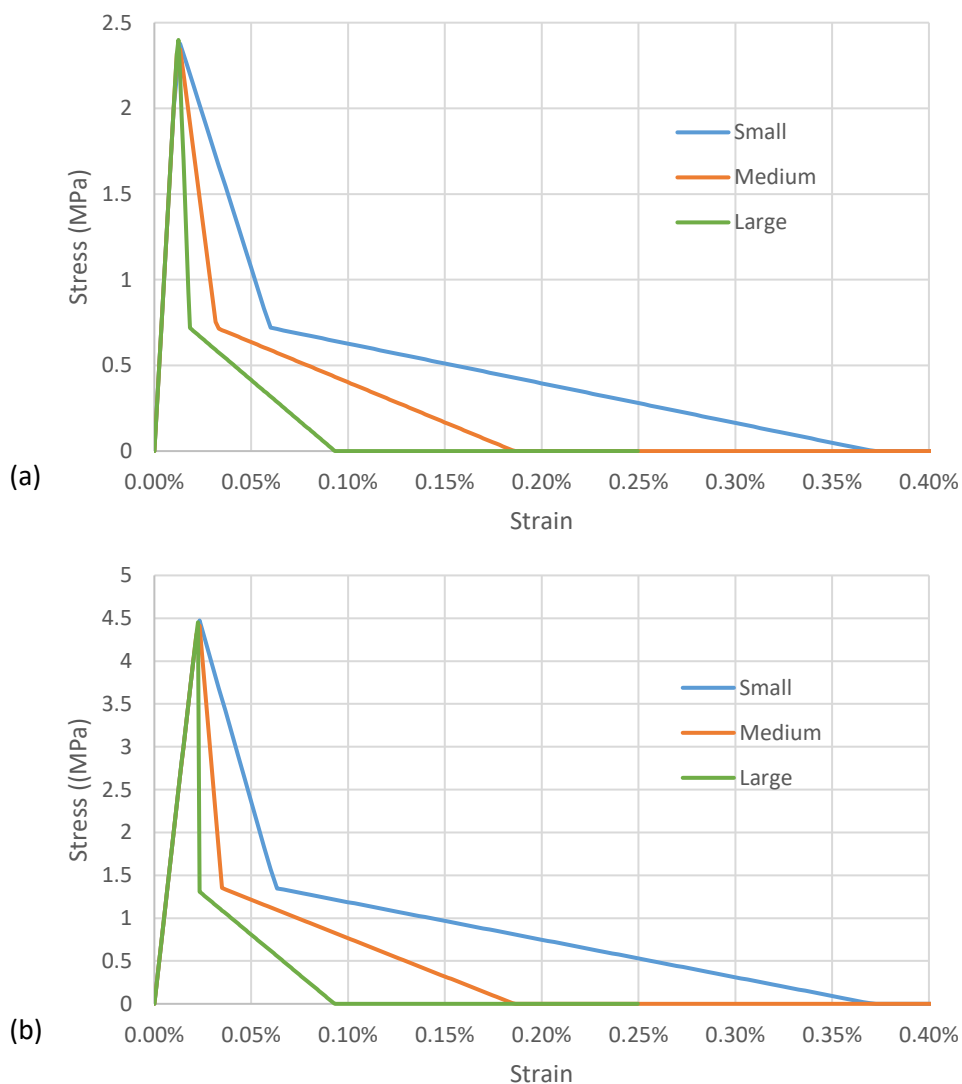 2.5
2
1.5
1
0.5
0
Stress (MPa)
Small
Medium
Large
(a)
0.00% 0.05% 0.10% 0.15% 0.20% 0.25% 0.30% 0.35% 0.40%
Strain
5
4.5
4
3.5
3
2.5
2
1.5
1
0.5
0
Stress ((MPa)
Small
Medium
Large
(b)
0.00% 0.05% 0.10% 0.15% 0.20% 0.25% 0.30% 0.35% 0.40%
Strain